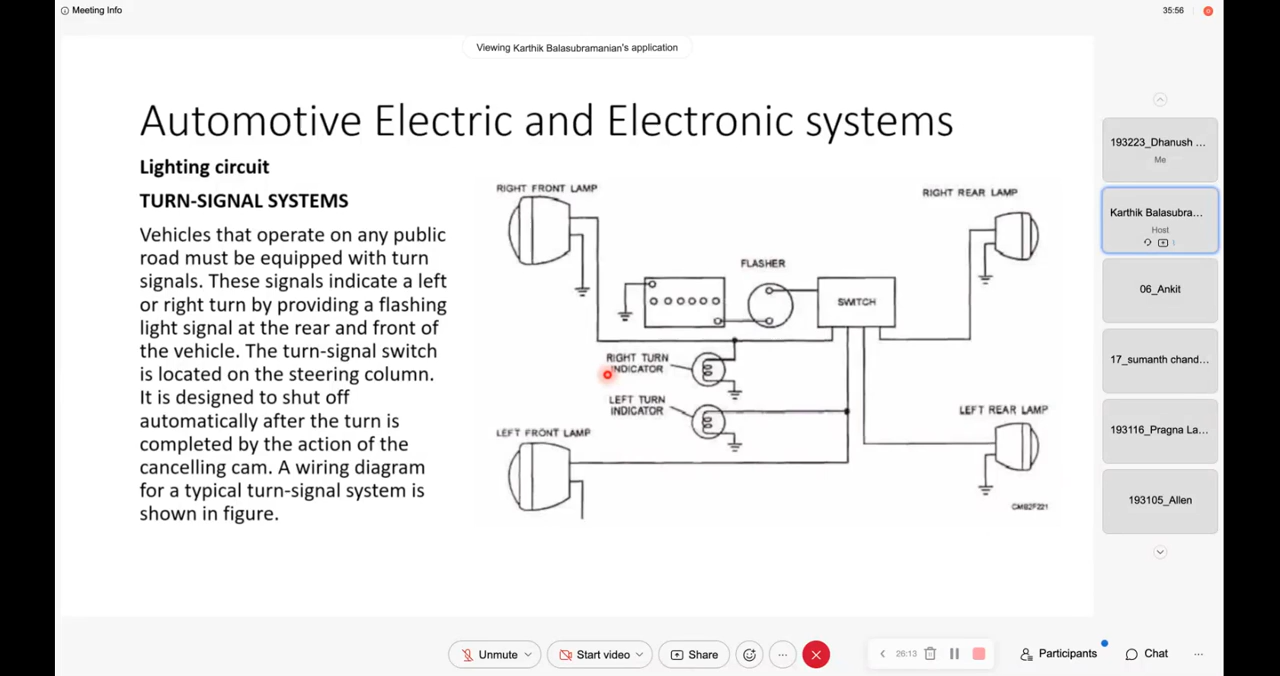 Meeting Info
35:56
Viewing Karthik Balasubramanian's application
Automotive Electric and Electronic systems
Lighting circuit
TURN-SIGNAL SYSTEMS
Vehicles that operate on any public
road must be equipped with turn
signals. These signals indicate a left
or right turn by providing a flashing
light signal at the rear and front of
the vehicle. The turn-signal switch
is located on the steering column.
It is designed to shut off
automatically after the turn is
completed by the action of the
cancelling cam. A wiring diagram
for a typical turn-signal system is
shown in figure.
RIGHT FRONT LAMP
RIGHT REAR LAMP
FLASHER
SWITCH
RIGHT TURN
INDICATOR
LEFT TURN
INDICATOR
LEFT FRONT LAMP
LEFT REAR LAMP
CMB2F221
193223_Dhanush ...
Me
Karthik Balasubra...
Host
06_Ankit
17_sumanth chand...
193116_Pragna La...
193105_Allen
Unmute
Start video
Share
26:13
Participants
Chat